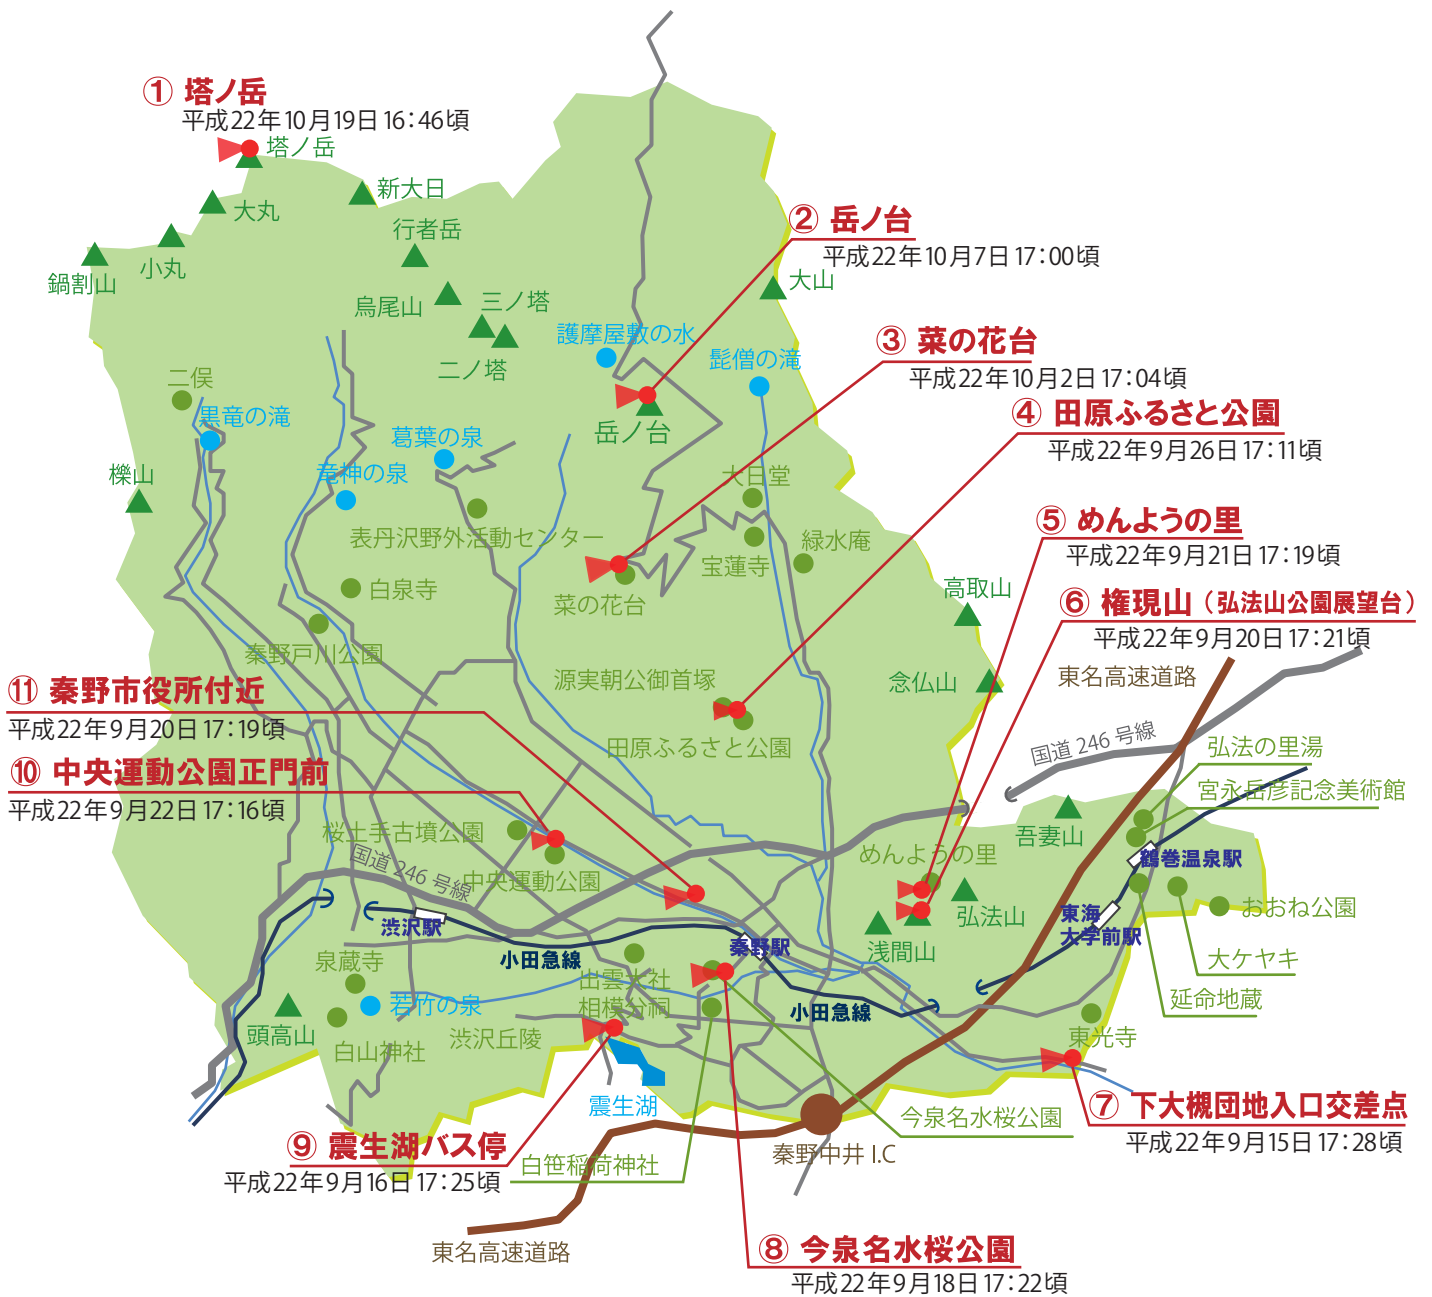 ① 塔ノ岳
平成22年10月19日 16:46頃
塔ノ岳
新大日
大丸
行者岳
小丸
鍋割山
烏尾山
三ノ塔
二ノ塔
② 岳ノ台
平成22年10月7日 17:00頃
大山
護摩屋敷の水
髭僧の滝
③ 菜の花台
平成22年10月2日 17:04頃
二俣
黒竜の滝
④ 田原ふるさと公園
平成22年9月26日 17:11頃
岳ノ台
葛葉の泉
竜神の泉
櫟山
大日堂
⑤ めんようの里
平成22年9月21日 17:19頃
表丹沢野外活動センター
緑水庵
宝蓮寺
白泉寺
菜の花台
高取山
⑥ 権現山（弘法山公園展望台）
平成22年9月20日 17:21頃
秦野戸川公園
東名高速道路
源実朝公御首塚
念仏山
⑪ 秦野市役所付近
平成22年9月20日 17:19頃
田原ふるさと公園
国道 246 号線
弘法の里湯
⑩ 中央運動公園正門前
平成22年9月22日 17:16頃
宮永岳彦記念美術館
桜土手古墳公園
吾妻山
国道 246 号線
めんようの里
鶴巻温泉駅
中央運動公園
弘法山
おおね公園
渋沢駅
東海
大学前駅
秦野駅
浅間山
小田急線
大ケヤキ
泉蔵寺
出雲大社
相模分祠
延命地蔵
若竹の泉
小田急線
頭高山
渋沢丘陵
白山神社
東光寺
震生湖
今泉名水桜公園
⑦ 下大槻団地入口交差点
平成22年9月15日 17:28頃
⑨ 震生湖バス停
平成22年9月16日 17:25頃
白笹稲荷神社
秦野中井 I.C
東名高速道路
⑧ 今泉名水桜公園
平成22年9月18日 17:22頃